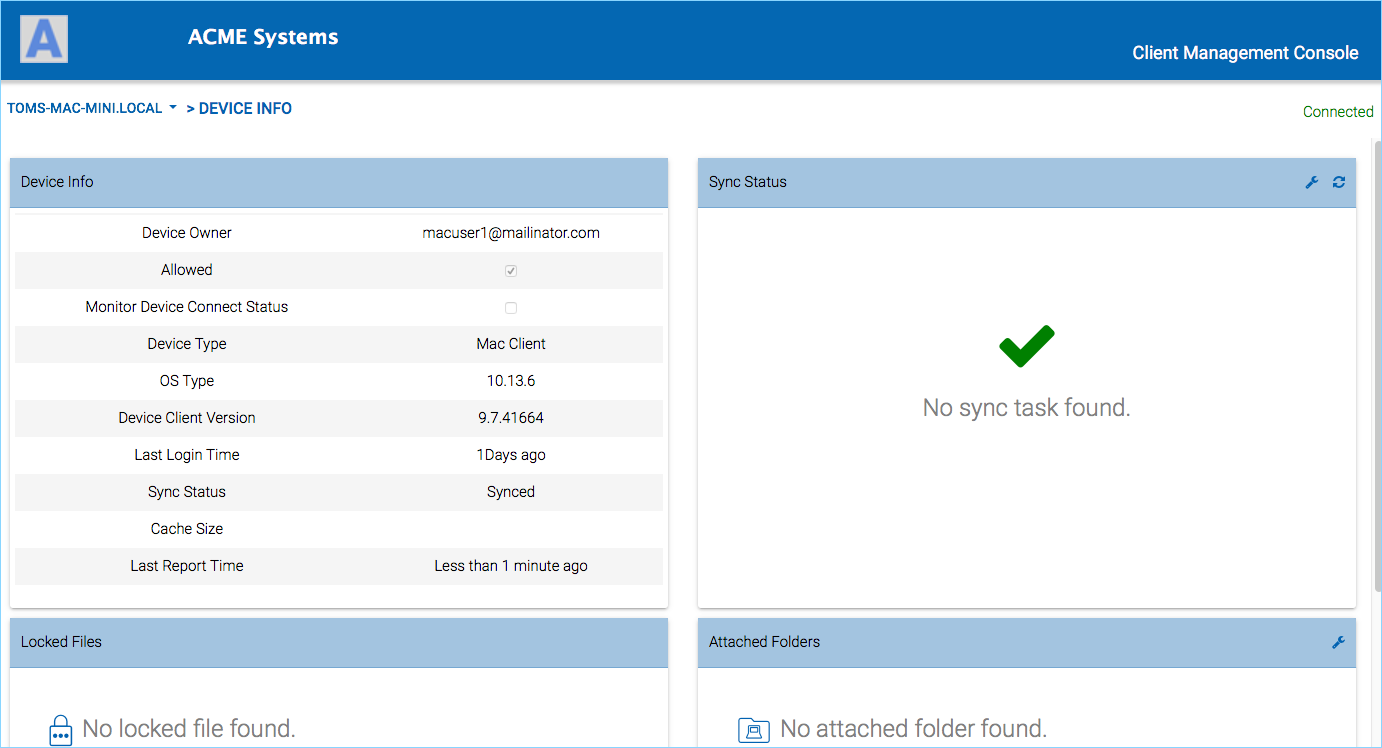 A
ACME Systems
Client Management Console
TOMS-MAC-MINI.LOCAL > DEVICE INFO
Connected
Device Info
Device Owner macuser1@mailinator.com
Allowed
Monitor Device Connect Status
Device Type Mac Client
OS Type 10.13.6
Device Client Version 9.7.41664
Last Login Time 1Days ago
Sync Status Synced
Cache Size
Last Report Time Less than 1 minute ago
Sync Status
No sync task found.
Locked Files
No locked file found.
Attached Folders
No attached folder found.